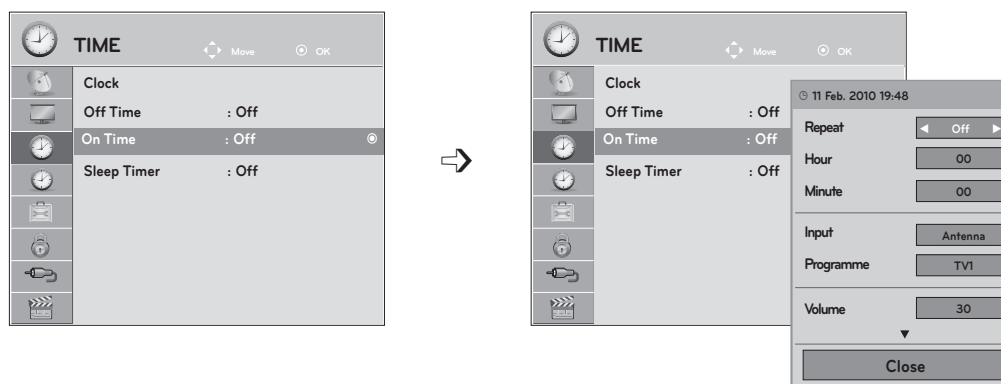 TIME Move OK
Clock
Off Time : Off
On Time : Off
Sleep Timer : Off
TIME Move OK
Clock
Off Time : Off
On Time : Off
Sleep Timer : Off
11 Feb. 2010 19:48
Repeat Off
Hour 00
Minute 00
Input Antenna
Programme TV1
Volume 30
Close